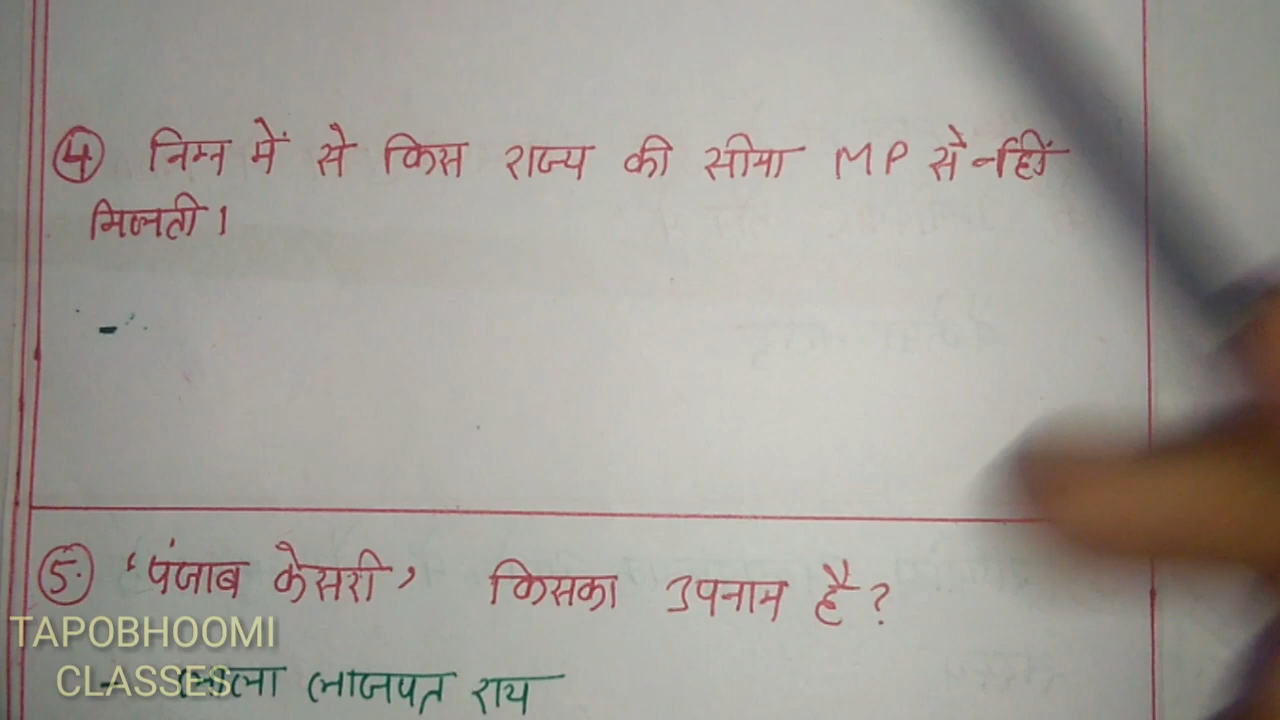 ④ निम्न में से किस राज्य की सीमा MP से नहीं
मिलती।
-
⑤ 'पंजाब केसरी' किसका उपनाम है?
TAPOBHOOMI
CLASSES
- लाला लाजपत राय